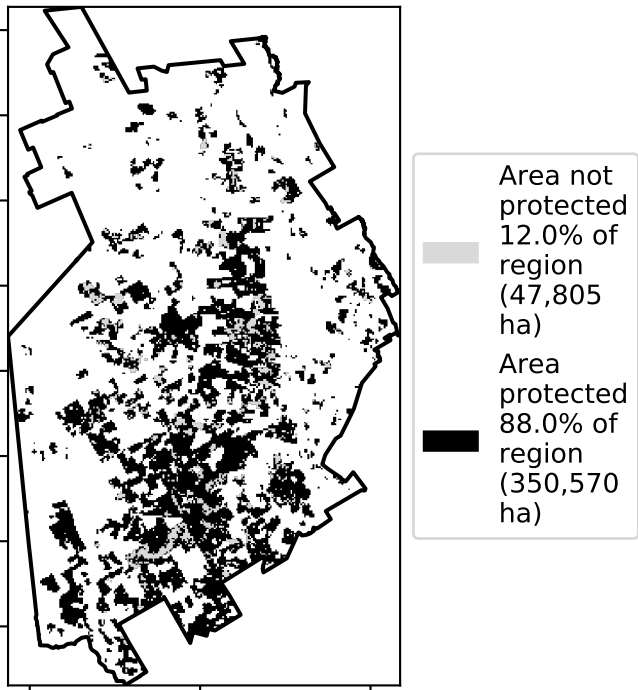 Area not
protected
12.0% of
region
(47,805
ha)
Area
protected
88.0% of
region
(350,570
ha)